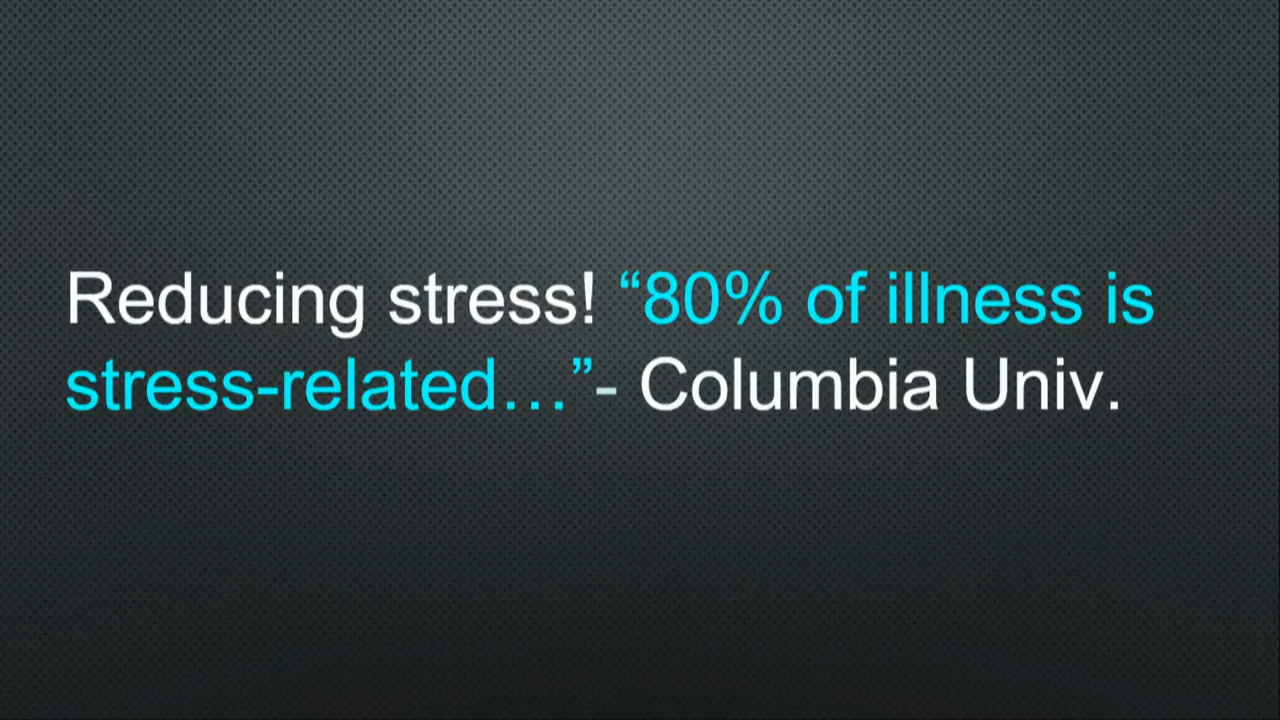 Reducing stress! “80% of illness is
stress-related…”- Columbia Univ.